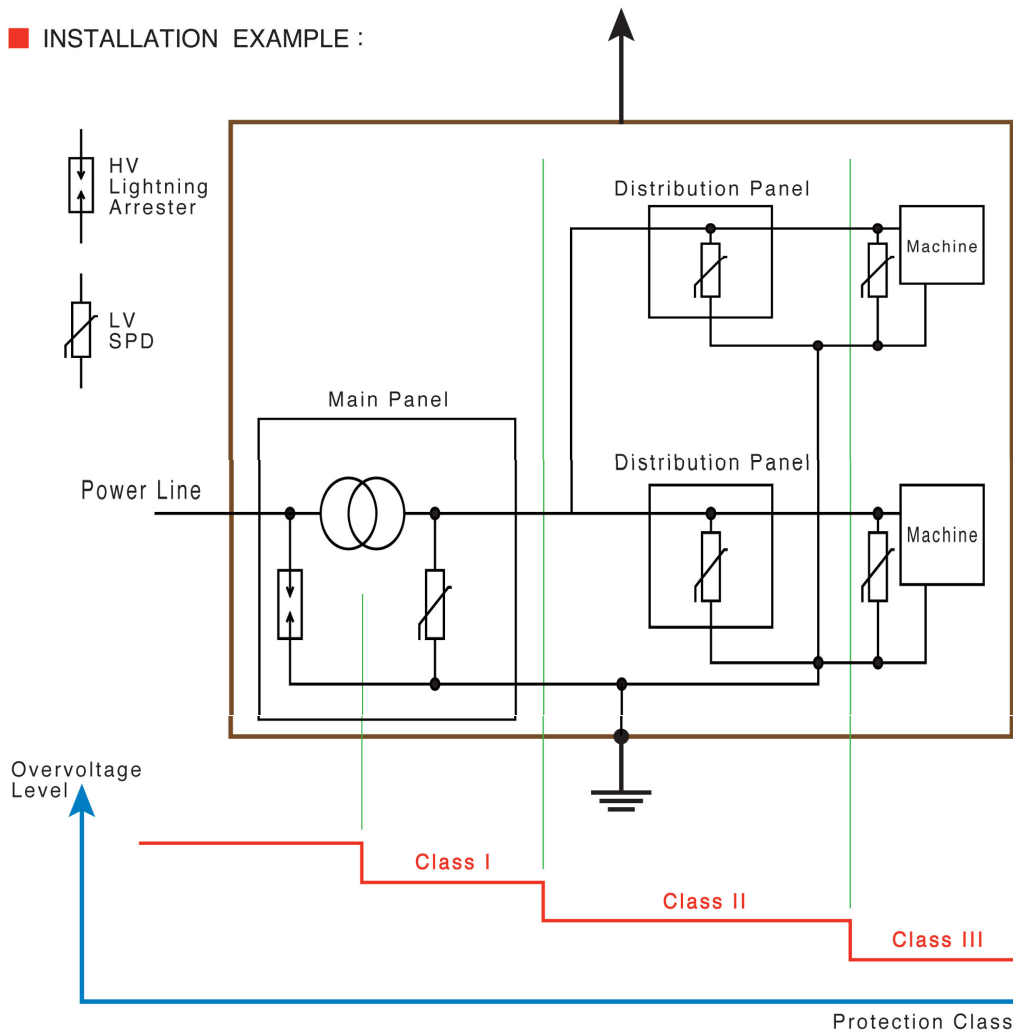 INSTALLATION EXAMPLE :
HV
Lightning
Arrester
LV
SPD
Distribution Panel
Machine
Main Panel
Power Line
Distribution Panel
Machine
Overvoltage
Level
Class I
Class II
Class III
Protection Class